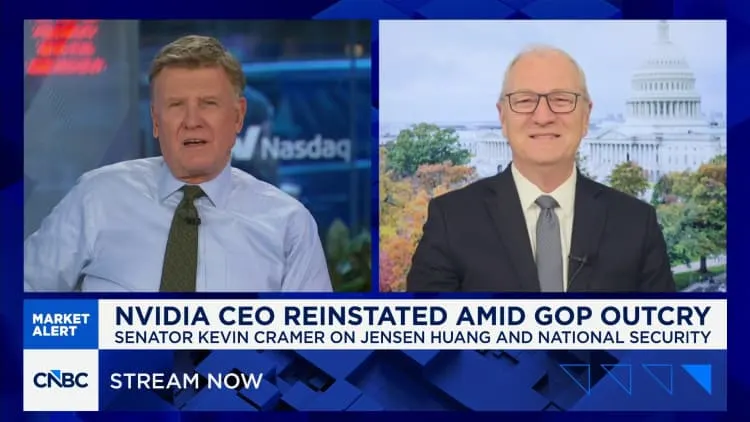 Nasdaq
MARKET
ALERT
NVIDIA CEO REINSTATED AMID GOP OUTCRY
SENATOR KEVIN CRAMER ON JENSEN HUANG AND NATIONAL SECURITY
CNBC
STREAM NOW